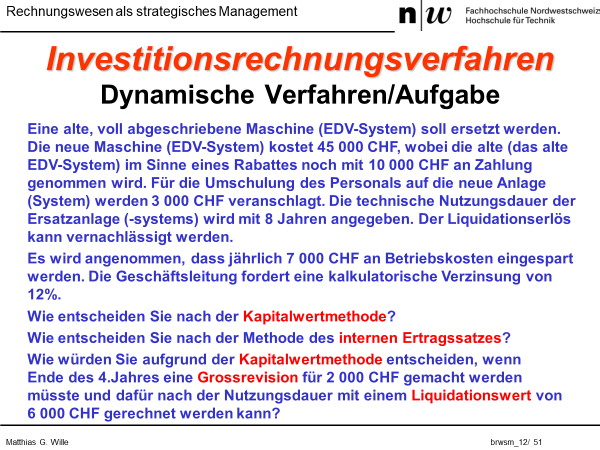 Rechnungswesen als strategisches Management
n|w Fachhochschule Nordwestschweiz
Hochschule für Technik
Investitionsrechnungsverfahren
Dynamische Verfahren/Aufgabe
Eine alte, voll abgeschriebene Maschine (EDV-System) soll ersetzt werden.
Die neue Maschine (EDV-System) kostet 45 000 CHF, wobei die alte (das alte
EDV-System) im Sinne eines Rabattes noch mit 10 000 CHF an Zahlung
genommen wird. Für die Umschulung des Personals auf die neue Anlage
(System) werden 3 000 CHF veranschlagt. Die technische Nutzungsdauer der
Ersatzanlage (-systems) wird mit 8 Jahren angegeben. Der Liquidationserlös
kann vernachlässigt werden.
Es wird angenommen, dass jährlich 7 000 CHF an Betriebskosten eingespart
werden. Die Geschäftsleitung fordert eine kalkulatorische Verzinsung von
12%.
Wie entscheiden Sie nach der Kapitalwertmethode?
Wie entscheiden Sie nach der Methode des internen Ertragssatzes?
Wie würden Sie aufgrund der Kapitalwertmethode entscheiden, wenn
Ende des 4.Jahres eine Grossrevision für 2 000 CHF gemacht werden
müsste und dafür nach der Nutzungsdauer mit einem Liquidationswert von
6 000 CHF gerechnet werden kann?
Matthias G. Wille
brwsm_12/ 51